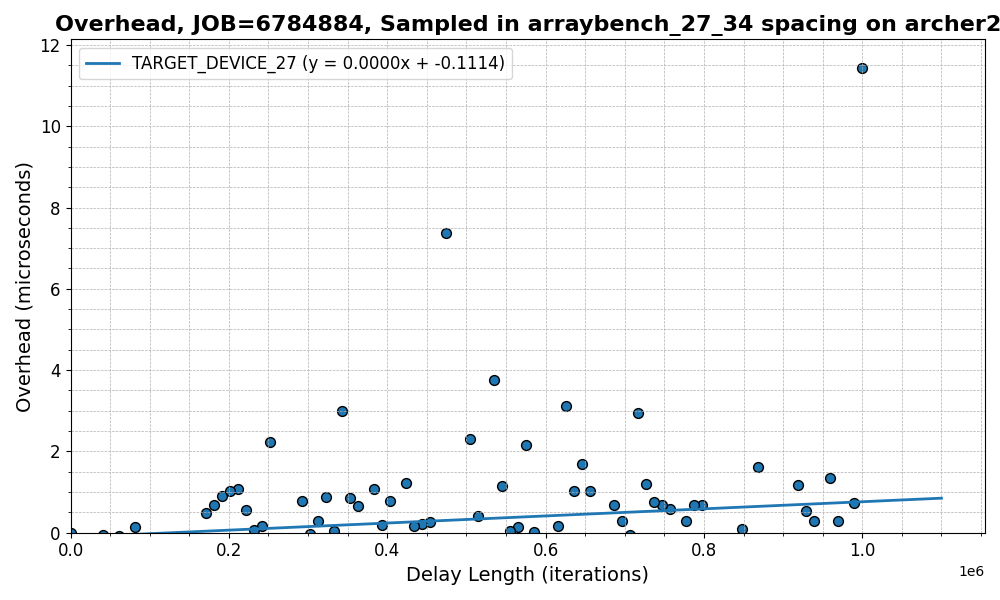 Overhead, JOB=6784884, Sampled in arraybench_27_34 spacing on archer2
TARGET_DEVICE_27 (y = 0.0000x + -0.1114)
Overhead (microseconds)
12
10
8
6
4
2
0
0.0 0.2 0.4 0.6 0.8 1.0
1e6
Delay Length (iterations)